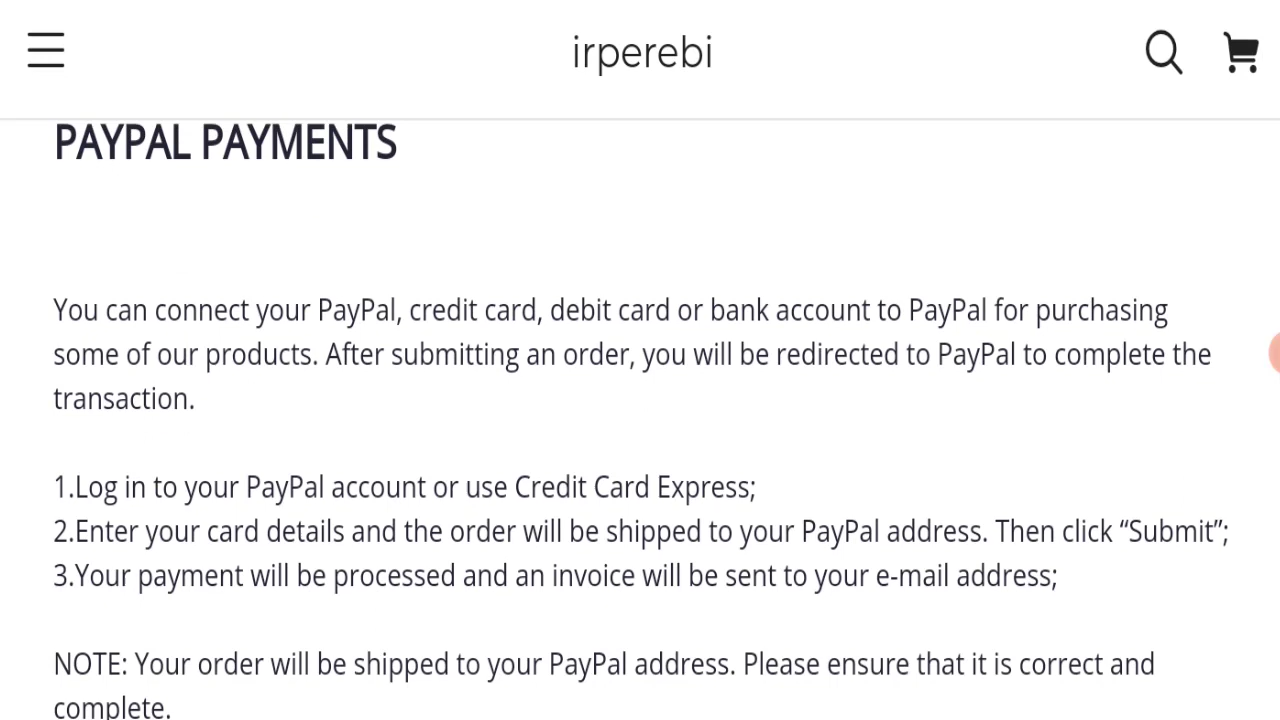 irperebi
PAYPAL PAYMENTS
You can connect your PayPal, credit card, debit card or bank account to PayPal for purchasing
some of our products. After submitting an order, you will be redirected to PayPal to complete the
transaction.
1.Log in to your PayPal account or use Credit Card Express;
2.Enter your card details and the order will be shipped to your PayPal address. Then click “Submit”;
3.Your payment will be processed and an invoice will be sent to your e-mail address;
NOTE: Your order will be shipped to your PayPal address. Please ensure that it is correct and
complete.